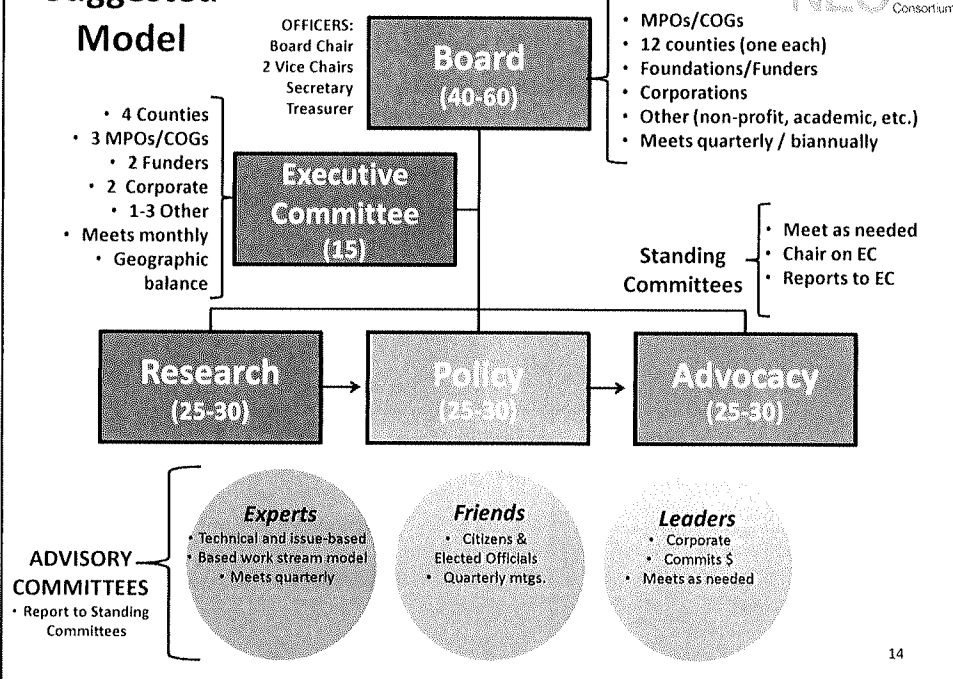 Suggested
Model
OFFICERS:
Board Chair
2 Vice Chairs
Secretary
Treasurer
Board
(40-60)
NEO
Consortium
• MPOs/COGs
• 12 counties (one each)
• Foundations/Funders
• Corporations
• Other (non-profit, academic, etc.)
• Meets quarterly / biannually
• 4 Counties
• 3 MPOs/COGs
• 2 Funders
• 2 Corporate
• 1-3 Other
• Meets monthly
• Geographic
balance
Executive
Committee
(15)
Standing
Committees
• Meet as needed
• Chair on EC
• Reports to EC
Research
(25-30)
Policy
(25-30)
Advocacy
(25-30)
ADVISORY
COMMITTEES
• Report to Standing
Committees
Experts
• Technical and issue-based
• Based work stream model
• Meets quarterly
Friends
• Citizens &
Elected Officials
• Quarterly mtgs.
Leaders
• Corporate
• Commits $
• Meets as needed
14